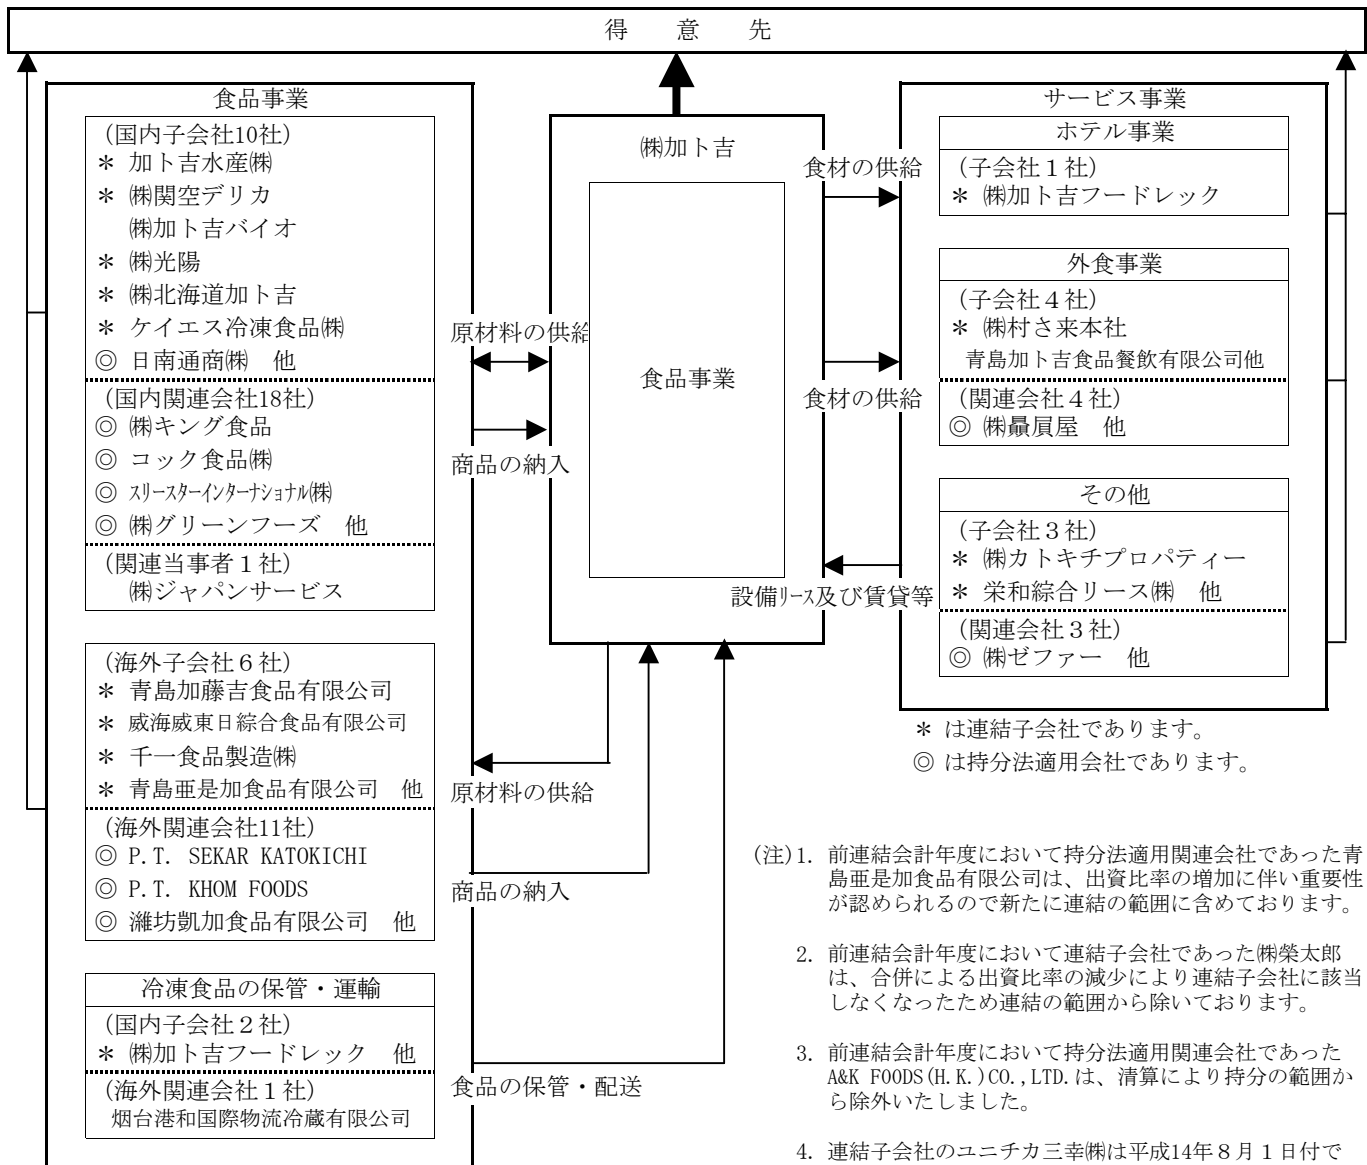 得 意 先
食品事業
(国内子会社10社)
＊ 加ト吉水産㈱
＊ ㈱関空デリカ
㈱加ト吉バイオ
＊ ㈱光陽
＊ ㈱北海道加ト吉
＊ ケイエス冷凍食品㈱
◎ 日南通商㈱ 他
(国内関連会社18社)
◎ ㈱キング食品
◎ コック食品㈱
◎ ｽﾘｰｽﾀｰｲﾝﾀｰﾅｼｮﾅﾙ㈱
◎ ㈱グリーンフーズ 他
(関連当事者１社)
㈱ジャパンサービス
(海外子会社６社)
＊ 青島加藤吉食品有限公司
＊ 威海威東日綜合食品有限公司
＊ 千一食品製造㈱
＊ 青島亜是加食品有限公司 他
(海外関連会社11社)
◎ P.T. SEKAR KATOKICHI
◎ P.T. KHOM FOODS
◎ 濰坊凱加食品有限公司 他
冷凍食品の保管・運輸
(国内子会社２社)
＊ ㈱加ト吉フードレック 他
(海外関連会社１社)
烟台港和国際物流冷蔵有限公司
原材料の供給
商品の納入
原材料の供給
商品の納入
食品の保管・配送
㈱加ト吉
食品事業
食材の供給
食材の供給
設備ﾘｰｽ及び賃貸等
サービス事業
ホテル事業
(子会社１社)
＊ ㈱加ト吉フードレック
外食事業
(子会社４社)
＊ ㈱村さ来本社
青島加ト吉食品餐飲有限公司他
(関連会社４社)
◎ ㈱贔屓屋 他
その他
(子会社３社)
＊ ㈱カトキチプロパティー
＊ 栄和綜合リース㈱ 他
(関連会社３社)
◎ ㈱ゼファー 他
＊ は連結子会社であります。
◎ は持分法適用会社であります。
(注)1. 前連結会計年度において持分法適用関連会社であった青
島亜是加食品有限公司は、出資比率の増加に伴い重要性
が認められるので新たに連結の範囲に含めております。
2. 前連結会計年度において連結子会社であった㈱榮太郎
は、合併による出資比率の減少により連結子会社に該当
しなくなったため連結の範囲から除いております。
3. 前連結会計年度において持分法適用関連会社であった
A&K FOODS(H.K.)CO.,LTD.は、清算により持分の範囲か
ら除外いたしました。
4. 連結子会社のユニチカ三幸㈱は平成14年８月１日付で